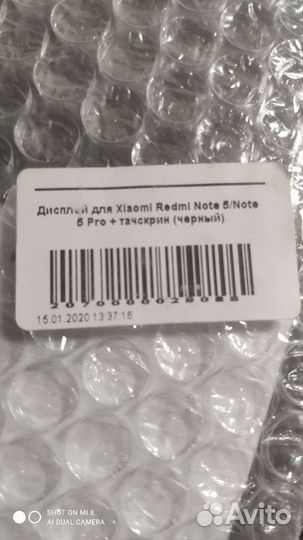 Дисплей для Xiaomi Redmi Note 5/Note
5 Pro + тачскрин (черный)
15.01.2020 13:37:16
SHOT ON MI 8
AI DUAL CAMERA
Avito